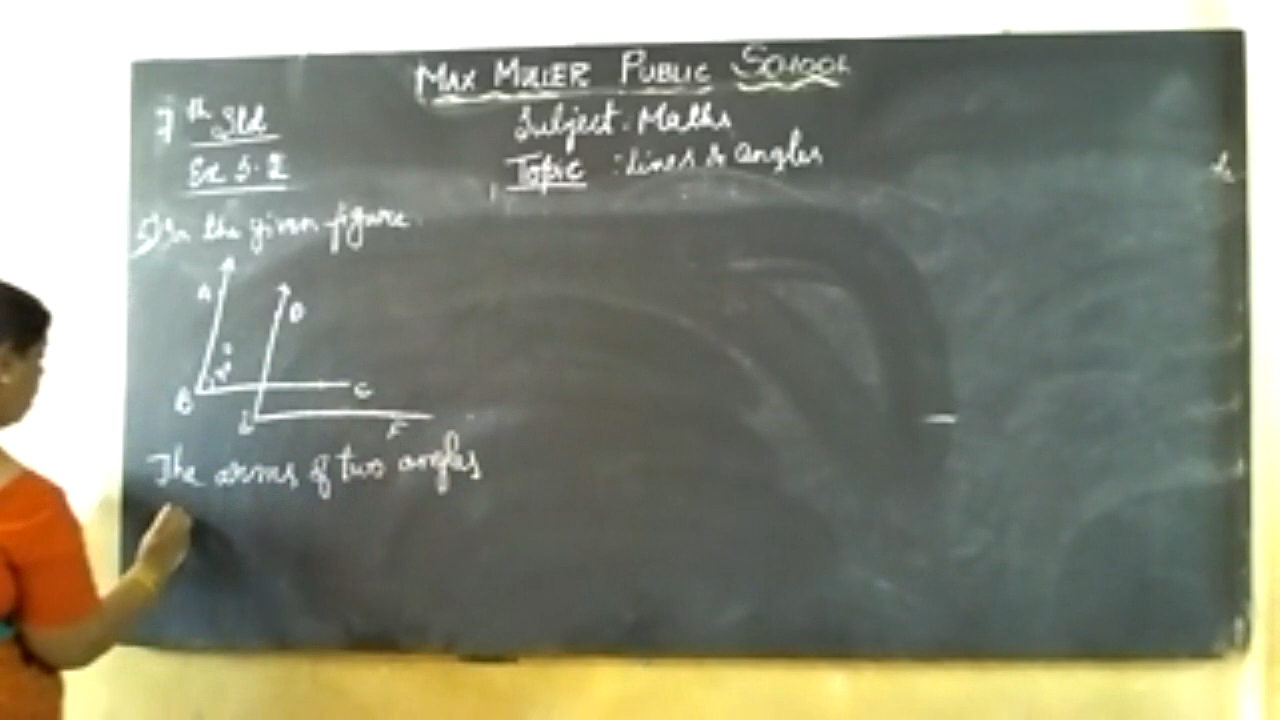 MAX MULLER PUBLIC SCHOOL
7th Std
Subject: Maths
Ex 5.2
Topic : Lines & Angles
5) In the given figure.
A
D
B
C
E
F
The arms of two angles